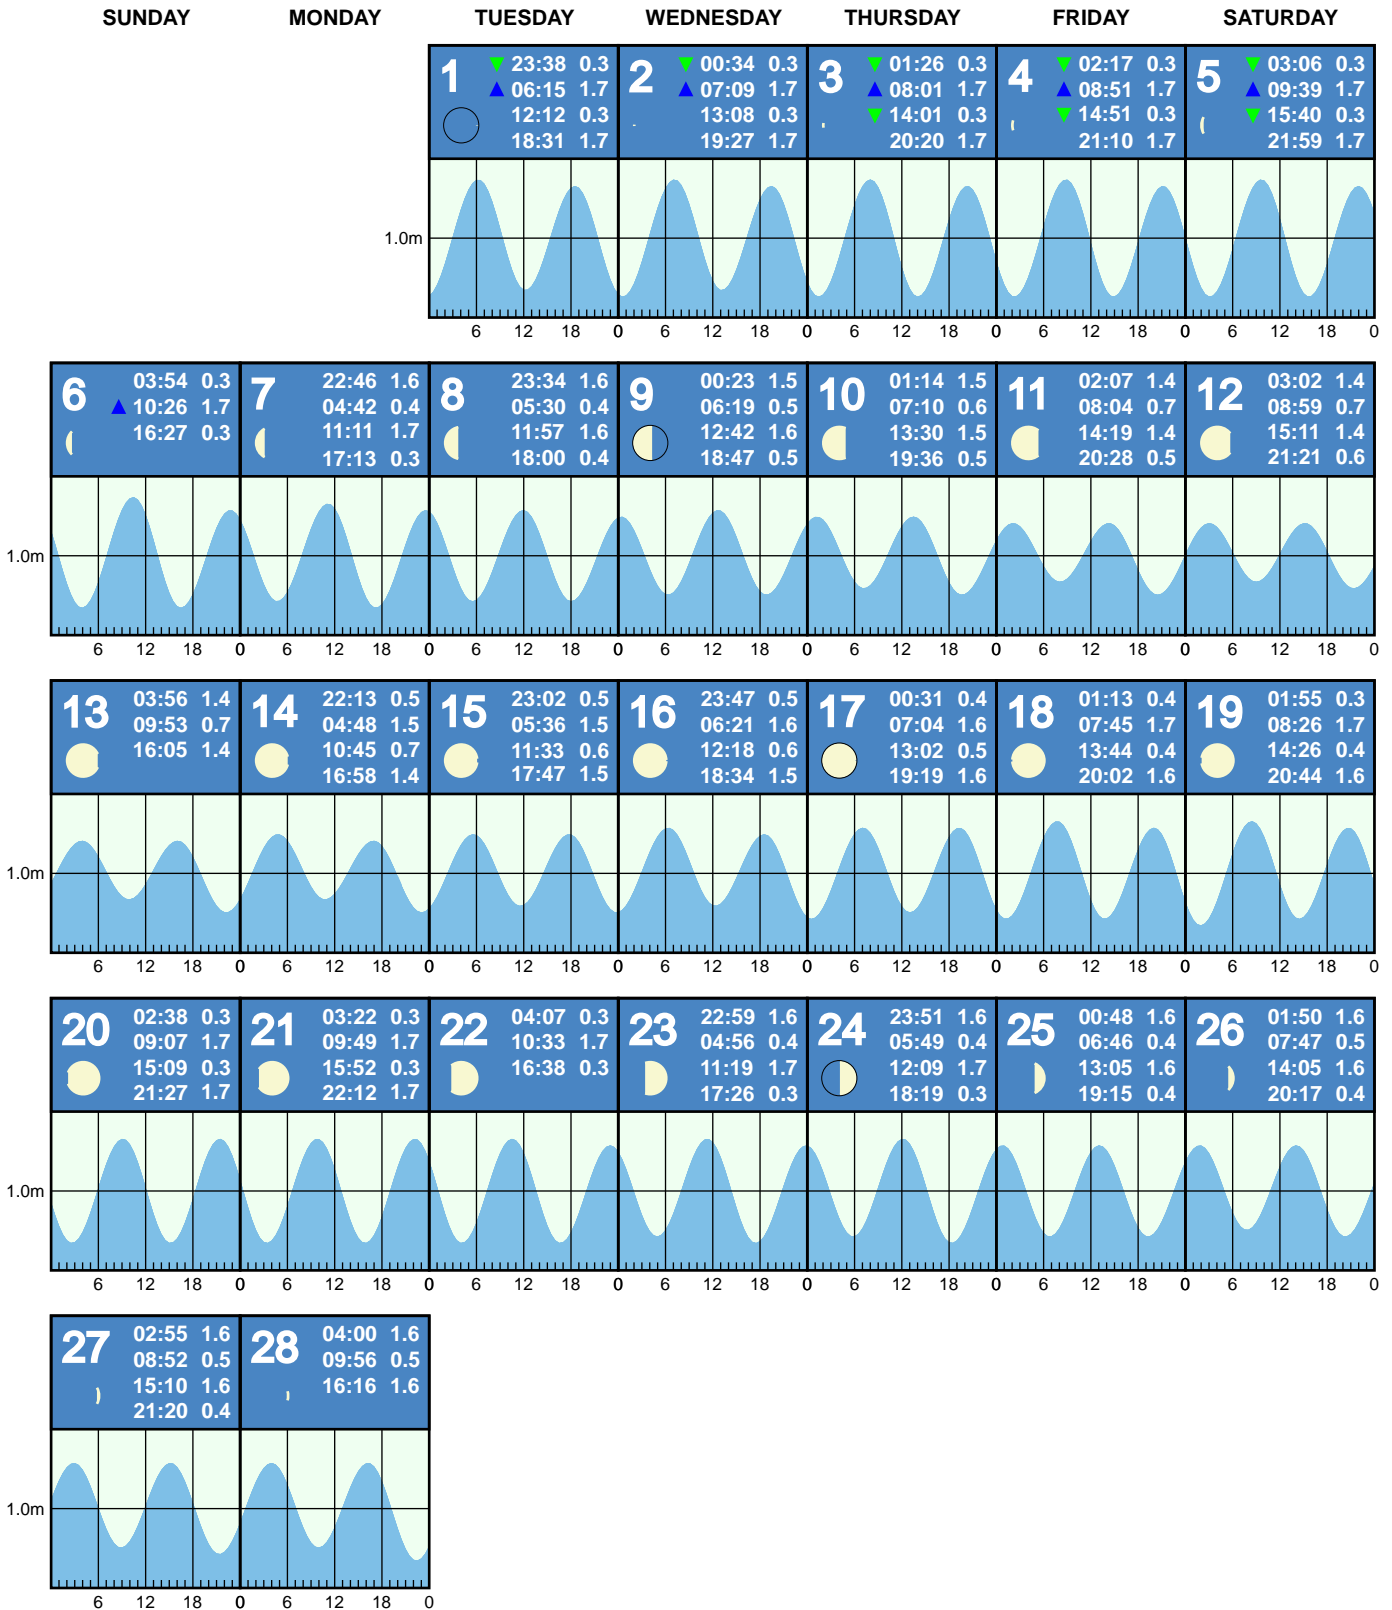 SUNDAY MONDAY TUESDAY WEDNESDAY THURSDAY FRIDAY SATURDAY
1 ▼ 23:38 0.3
▲ 06:15 1.7
12:12 0.3
18:31 1.7
2 ▼ 00:34 0.3
▲ 07:09 1.7
13:08 0.3
19:27 1.7
3 ▼ 01:26 0.3
▲ 08:01 1.7
▼ 14:01 0.3
20:20 1.7
4 ▼ 02:17 0.3
▲ 08:51 1.7
▼ 14:51 0.3
21:10 1.7
5 ▼ 03:06 0.3
▲ 09:39 1.7
▼ 15:40 0.3
21:59 1.7
1.0m
6 12 18 0 6 12 18 0 6 12 18 0 6 12 18 0 6 12 18 0
6 03:54 0.3
▲ 10:26 1.7
16:27 0.3
7 22:46 1.6
04:42 0.4
11:11 1.7
17:13 0.3
8 23:34 1.6
05:30 0.4
11:57 1.6
18:00 0.4
9 00:23 1.5
06:19 0.5
12:42 1.6
18:47 0.5
10 01:14 1.5
07:10 0.6
13:30 1.5
19:36 0.5
11 02:07 1.4
08:04 0.7
14:19 1.4
20:28 0.5
12 03:02 1.4
08:59 0.7
15:11 1.4
21:21 0.6
1.0m
6 12 18 0 6 12 18 0 6 12 18 0 6 12 18 0 6 12 18 0 6 12 18 0 6 12 18 0
13 03:56 1.4
09:53 0.7
16:05 1.4
14 22:13 0.5
04:48 1.5
10:45 0.7
16:58 1.4
15 23:02 0.5
05:36 1.5
11:33 0.6
17:47 1.5
16 23:47 0.5
06:21 1.6
12:18 0.6
18:34 1.5
17 00:31 0.4
07:04 1.6
13:02 0.5
19:19 1.6
18 01:13 0.4
07:45 1.7
13:44 0.4
20:02 1.6
19 01:55 0.3
08:26 1.7
14:26 0.4
20:44 1.6
1.0m
6 12 18 0 6 12 18 0 6 12 18 0 6 12 18 0 6 12 18 0 6 12 18 0 6 12 18 0
20 02:38 0.3
09:07 1.7
15:09 0.3
21:27 1.7
21 03:22 0.3
09:49 1.7
15:52 0.3
22:12 1.7
22 04:07 0.3
10:33 1.7
16:38 0.3
23 22:59 1.6
04:56 0.4
11:19 1.7
17:26 0.3
24 23:51 1.6
05:49 0.4
12:09 1.7
18:19 0.3
25 00:48 1.6
06:46 0.4
13:05 1.6
19:15 0.4
26 01:50 1.6
07:47 0.5
14:05 1.6
20:17 0.4
1.0m
6 12 18 0 6 12 18 0 6 12 18 0 6 12 18 0 6 12 18 0 6 12 18 0 6 12 18 0
27 02:55 1.6
08:52 0.5
15:10 1.6
21:20 0.4
28 04:00 1.6
09:56 0.5
16:16 1.6
1.0m
6 12 18 0 6 12 18 0